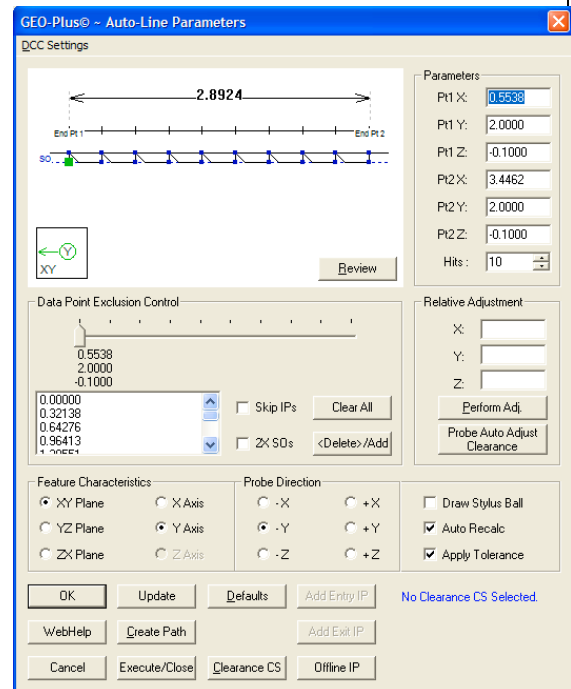 GEO-Plus© ~ Auto-Line Parameters
DCC Settings
2.8924
End Pt 1
End Pt 2
SO
Y
XY
Review
Parameters
Pt1 X: 0.5538
Pt1 Y: 2.0000
Pt1 Z: -0.1000
Pt2 X: 3.4462
Pt2 Y: 2.0000
Pt2 Z: -0.1000
Hits : 10
Data Point Exclusion Control
0.5538
2.0000
-0.1000
0.00000
0.32138
0.64276
0.96413
1.28551
Skip IPs
Clear All
2X SOs
<Delete>/Add
Relative Adjustment
X:
Y:
Z:
Perform Adj.
Probe Auto Adjust
Clearance
Feature Characteristics
XY Plane X Axis
YZ Plane Y Axis
ZX Plane Z Axis
Probe Direction
-X +X
-Y +Y
-Z +Z
Draw Stylus Ball
Auto Recalc
Apply Tolerance
OK Update Defaults Add Entry IP No Clearance CS Selected.
WebHelp Create Path Add Exit IP
Cancel Execute/Close Clearance CS Offline IP